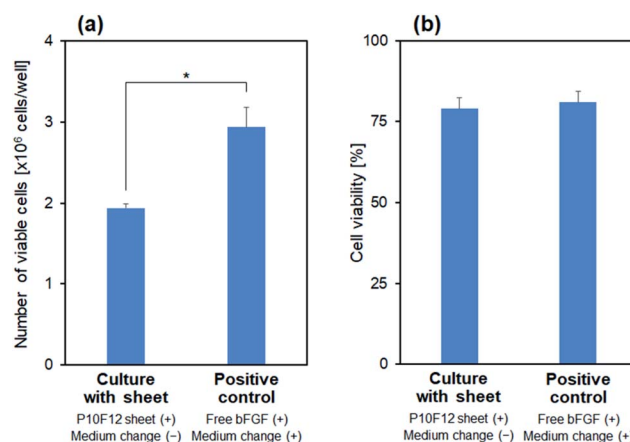 (a)
Number of viable cells [x10⁶ cells/well]
4
3
2
1
0
*
Culture with sheet
P10F12 sheet (+)
Medium change (−)
Positive control
Free bFGF (+)
Medium change (+)
(b)
Cell viability [%]
100
75
50
25
0
Culture with sheet
P10F12 sheet (+)
Medium change (−)
Positive control
Free bFGF (+)
Medium change (+)